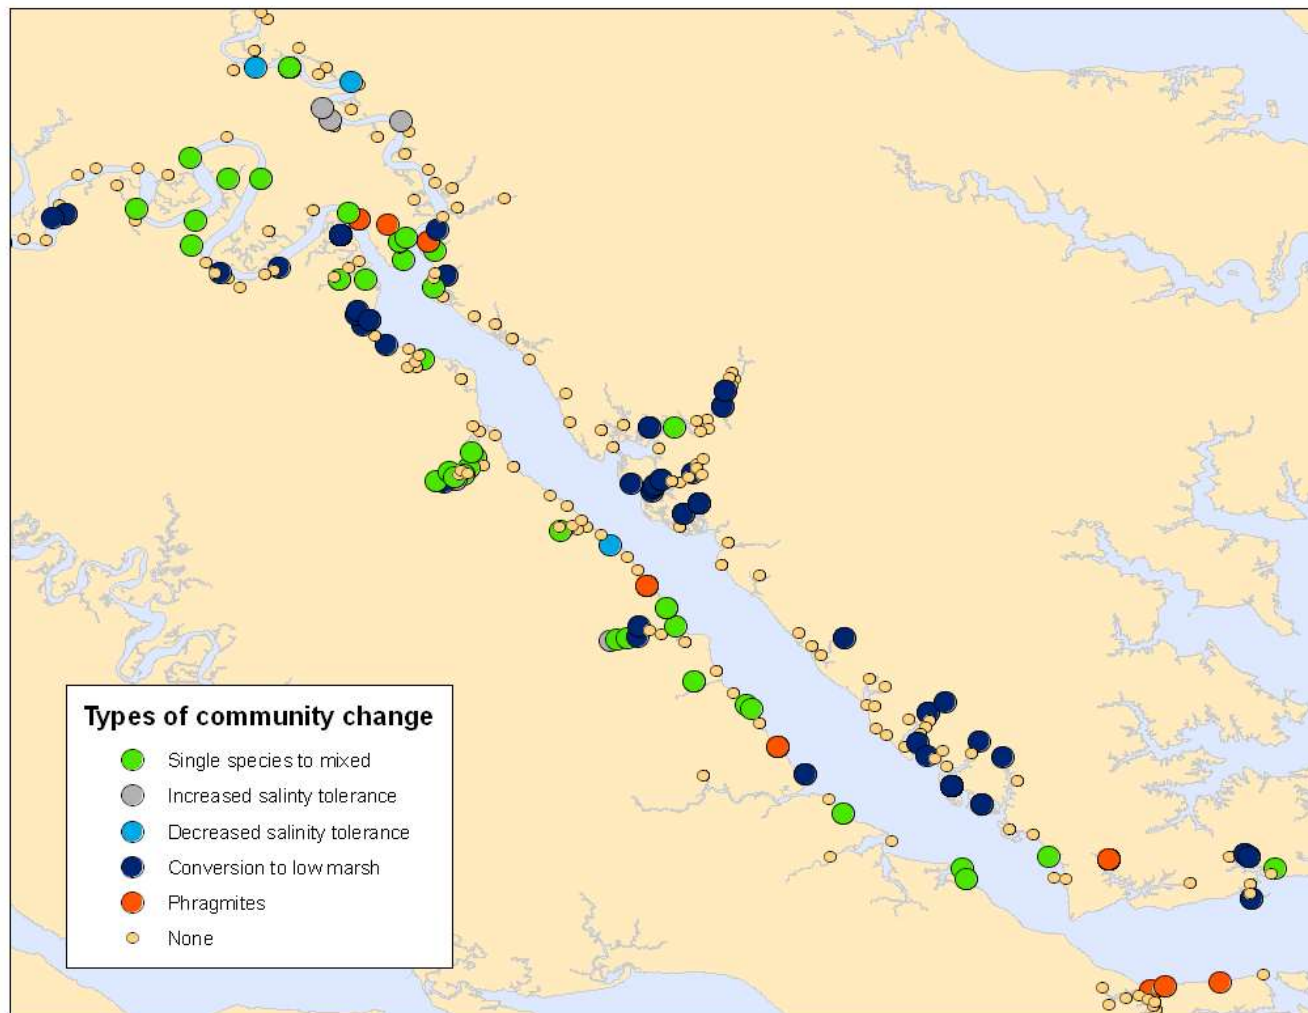 Types of community change
Single species to mixed
Increased salinty tolerance
Decreased salinity tolerance
Conversion to low marsh
Phragmites
None